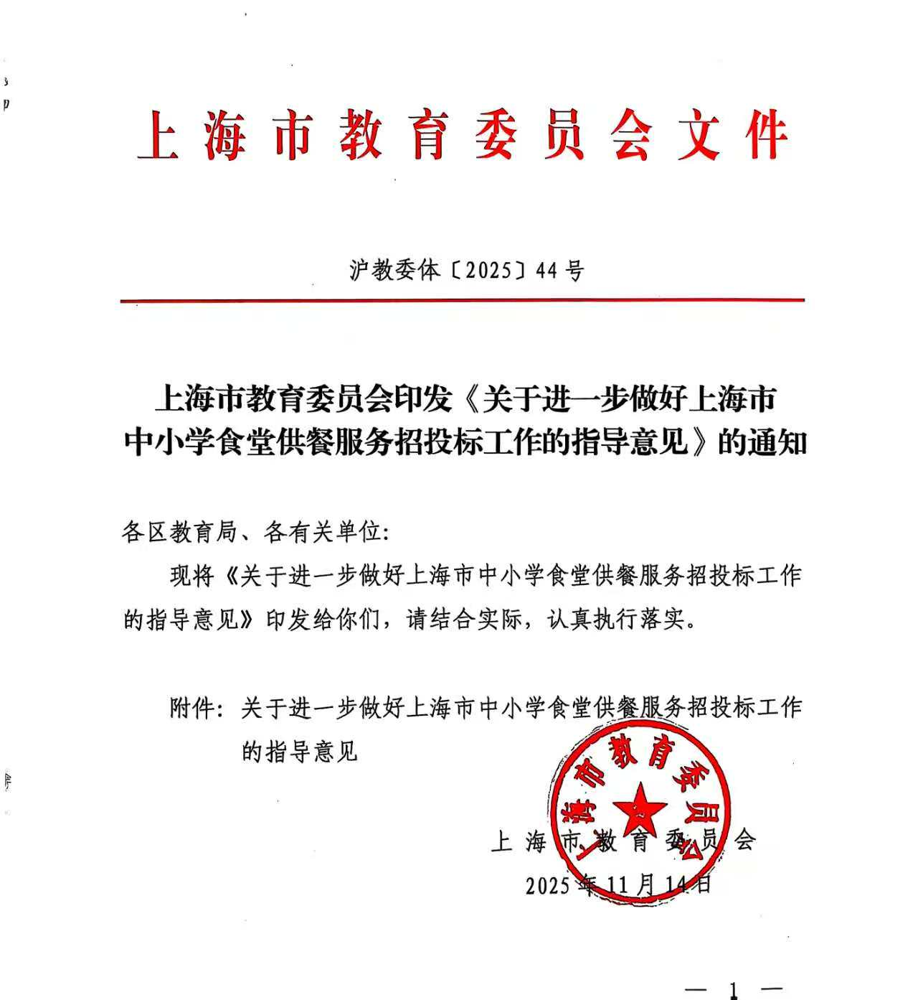 上海市教育委员会文件
沪教委体〔2025〕44号
上海市教育委员会印发《关于进一步做好上海市
中小学食堂供餐服务招投标工作的指导意见》的通知
各区教育局、各有关单位:
现将《关于进一步做好上海市中小学食堂供餐服务招投标工作
的指导意见》印发给你们，请结合实际，认真执行落实。
附件: 关于进一步做好上海市中小学食堂供餐服务招投标工作
的指导意见
上海市教育委员会
上海市教育委员会
2025年11月14日
— 1 —